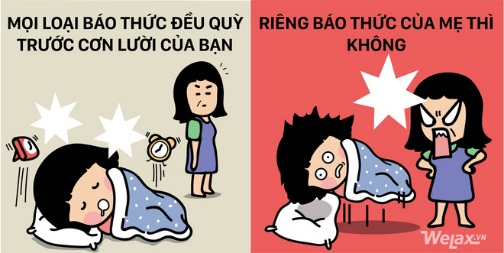 MỌI LOẠI BÁO THỨC ĐỀU QUỲ
TRƯỚC CƠN LƯỜI CỦA BẠN
RIÊNG BÁO THỨC CỦA MẸ THÌ
KHÔNG
WeLax.VN